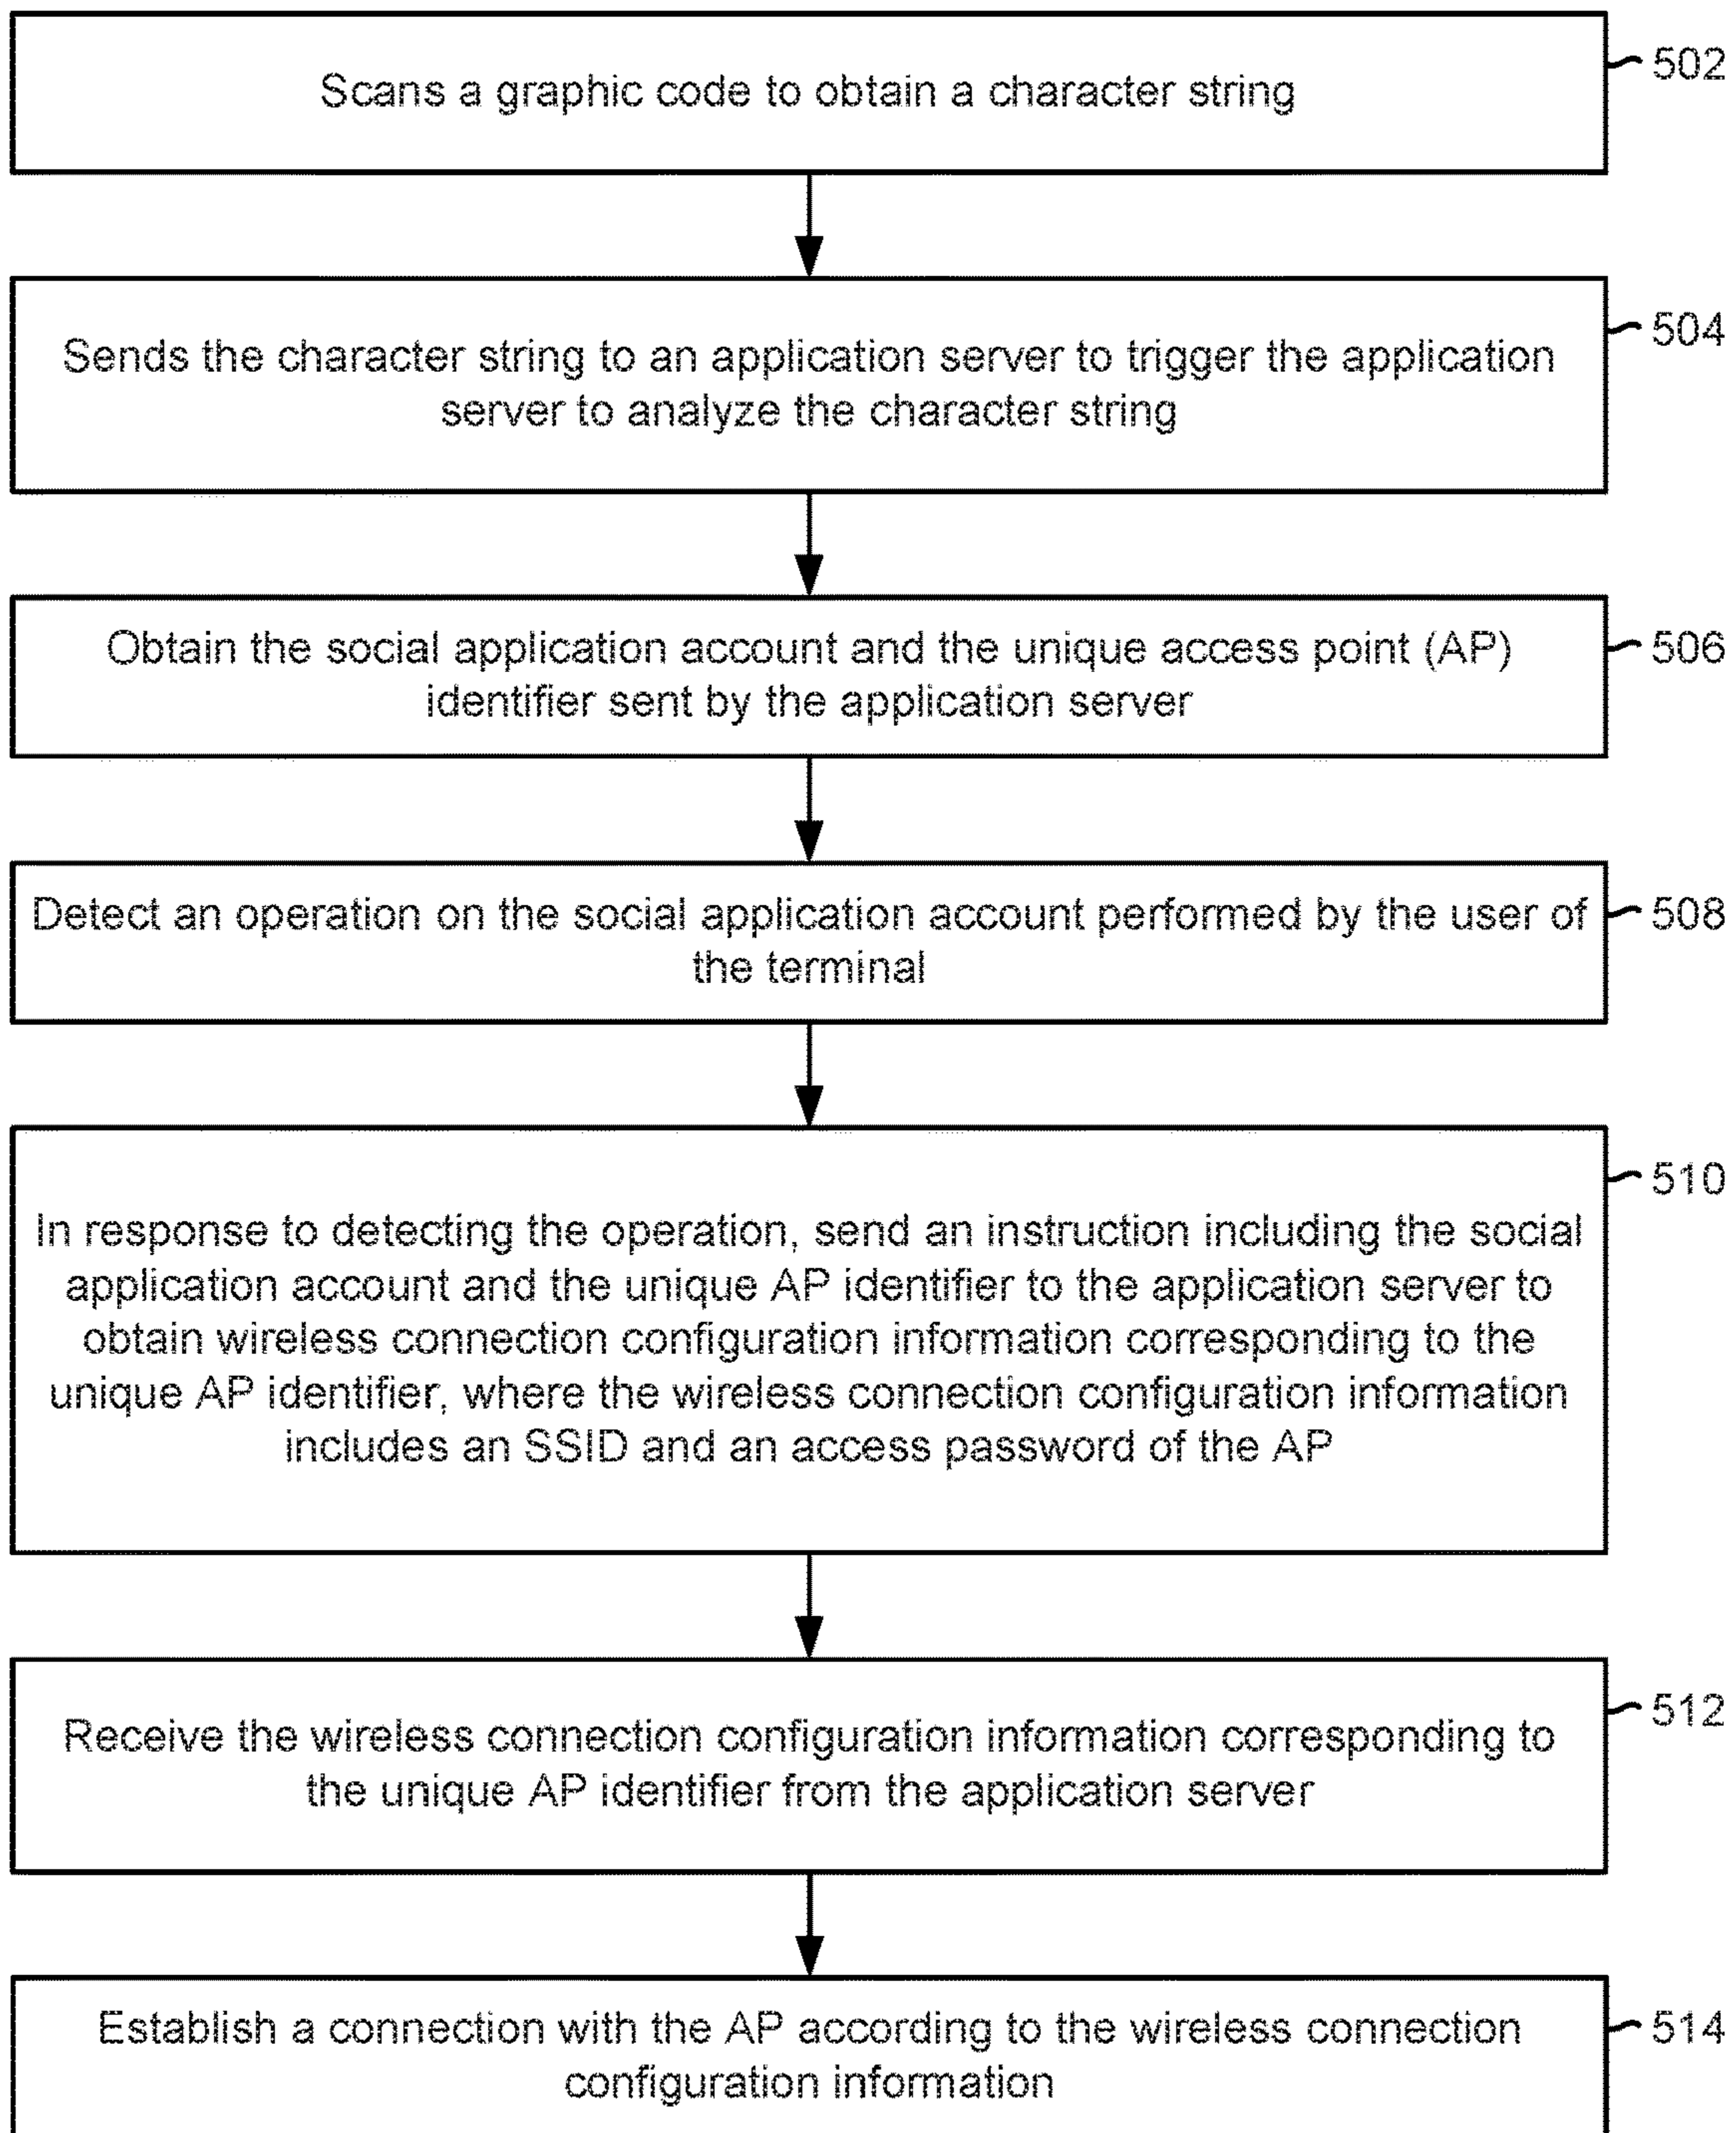 Scans a graphic code to obtain a character string
502
Sends the character string to an application server to trigger the application
server to analyze the character string
504
Obtain the social application account and the unique access point (AP)
identifier sent by the application server
506
Detect an operation on the social application account performed by the user of
the terminal
508
In response to detecting the operation, send an instruction including the social
application account and the unique AP identifier to the application server to
obtain wireless connection configuration information corresponding to the
unique AP identifier, where the wireless connection configuration information
includes an SSID and an access password of the AP
510
Receive the wireless connection configuration information corresponding to
the unique AP identifier from the application server
512
Establish a connection with the AP according to the wireless connection
configuration information
514